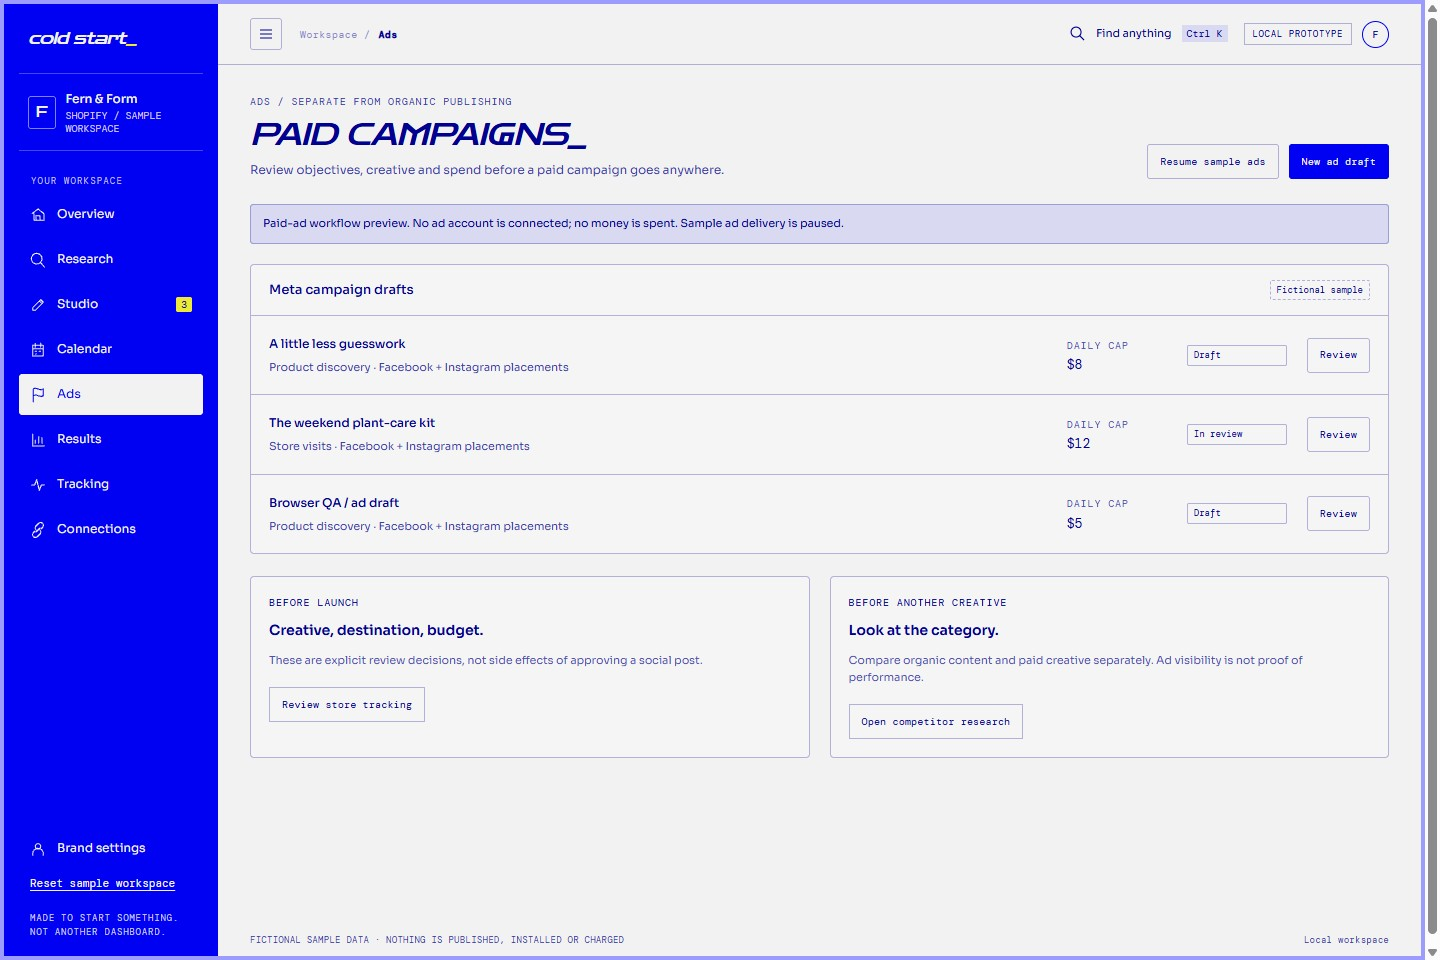 cold start_
F
Fern & Form
SHOPIFY / SAMPLE
WORKSPACE
YOUR WORKSPACE
Overview
Research
Studio
3
Calendar
Ads
Results
Tracking
Connections
Brand settings
Reset sample workspace
MADE TO START SOMETHING.
NOT ANOTHER DASHBOARD.
Workspace / Ads
Find anything
Ctrl K
LOCAL PROTOTYPE
F
ADS / SEPARATE FROM ORGANIC PUBLISHING
PAID CAMPAIGNS_
Review objectives, creative and spend before a paid campaign goes anywhere.
Resume sample ads
New ad draft
Paid-ad workflow preview. No ad account is connected; no money is spent. Sample ad delivery is paused.
Meta campaign drafts
Fictional sample
A little less guesswork
Product discovery · Facebook + Instagram placements
DAILY CAP
$8
Draft
Review
The weekend plant-care kit
Store visits · Facebook + Instagram placements
DAILY CAP
$12
In review
Review
Browser QA / ad draft
Product discovery · Facebook + Instagram placements
DAILY CAP
$5
Draft
Review
BEFORE LAUNCH
Creative, destination, budget.
These are explicit review decisions, not side effects of approving a social post.
Review store tracking
BEFORE ANOTHER CREATIVE
Look at the category.
Compare organic content and paid creative separately. Ad visibility is not proof of
performance.
Open competitor research
FICTIONAL SAMPLE DATA · NOTHING IS PUBLISHED, INSTALLED OR CHARGED
Local workspace